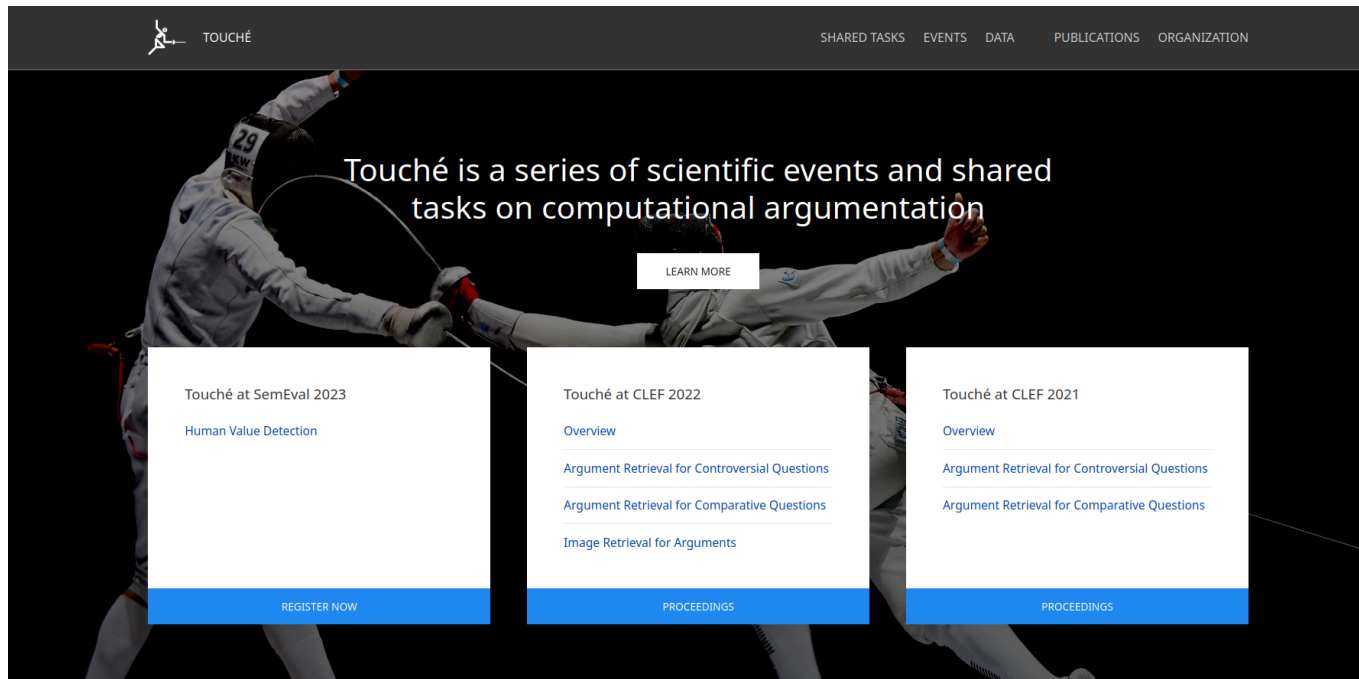 TOUCHÉ
SHARED TASKS EVENTS DATA PUBLICATIONS ORGANIZATION
29
KW
Touché is a series of scientific events and shared
tasks on computational argumentation
LEARN MORE
Touché at SemEval 2023
Human Value Detection
REGISTER NOW
Touché at CLEF 2022
Overview
Argument Retrieval for Controversial Questions
Argument Retrieval for Comparative Questions
Image Retrieval for Arguments
PROCEEDINGS
Touché at CLEF 2021
Overview
Argument Retrieval for Controversial Questions
Argument Retrieval for Comparative Questions
PROCEEDINGS